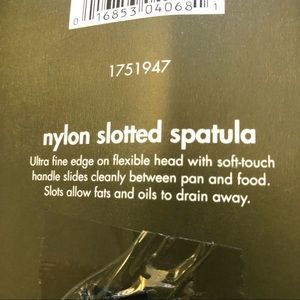 0 16853 04068 1
1751947
nylon slotted spatula
Ultra fine edge on flexible head with soft-touch
handle slides cleanly between pan and food.
Slots allow fats and oils to drain away.